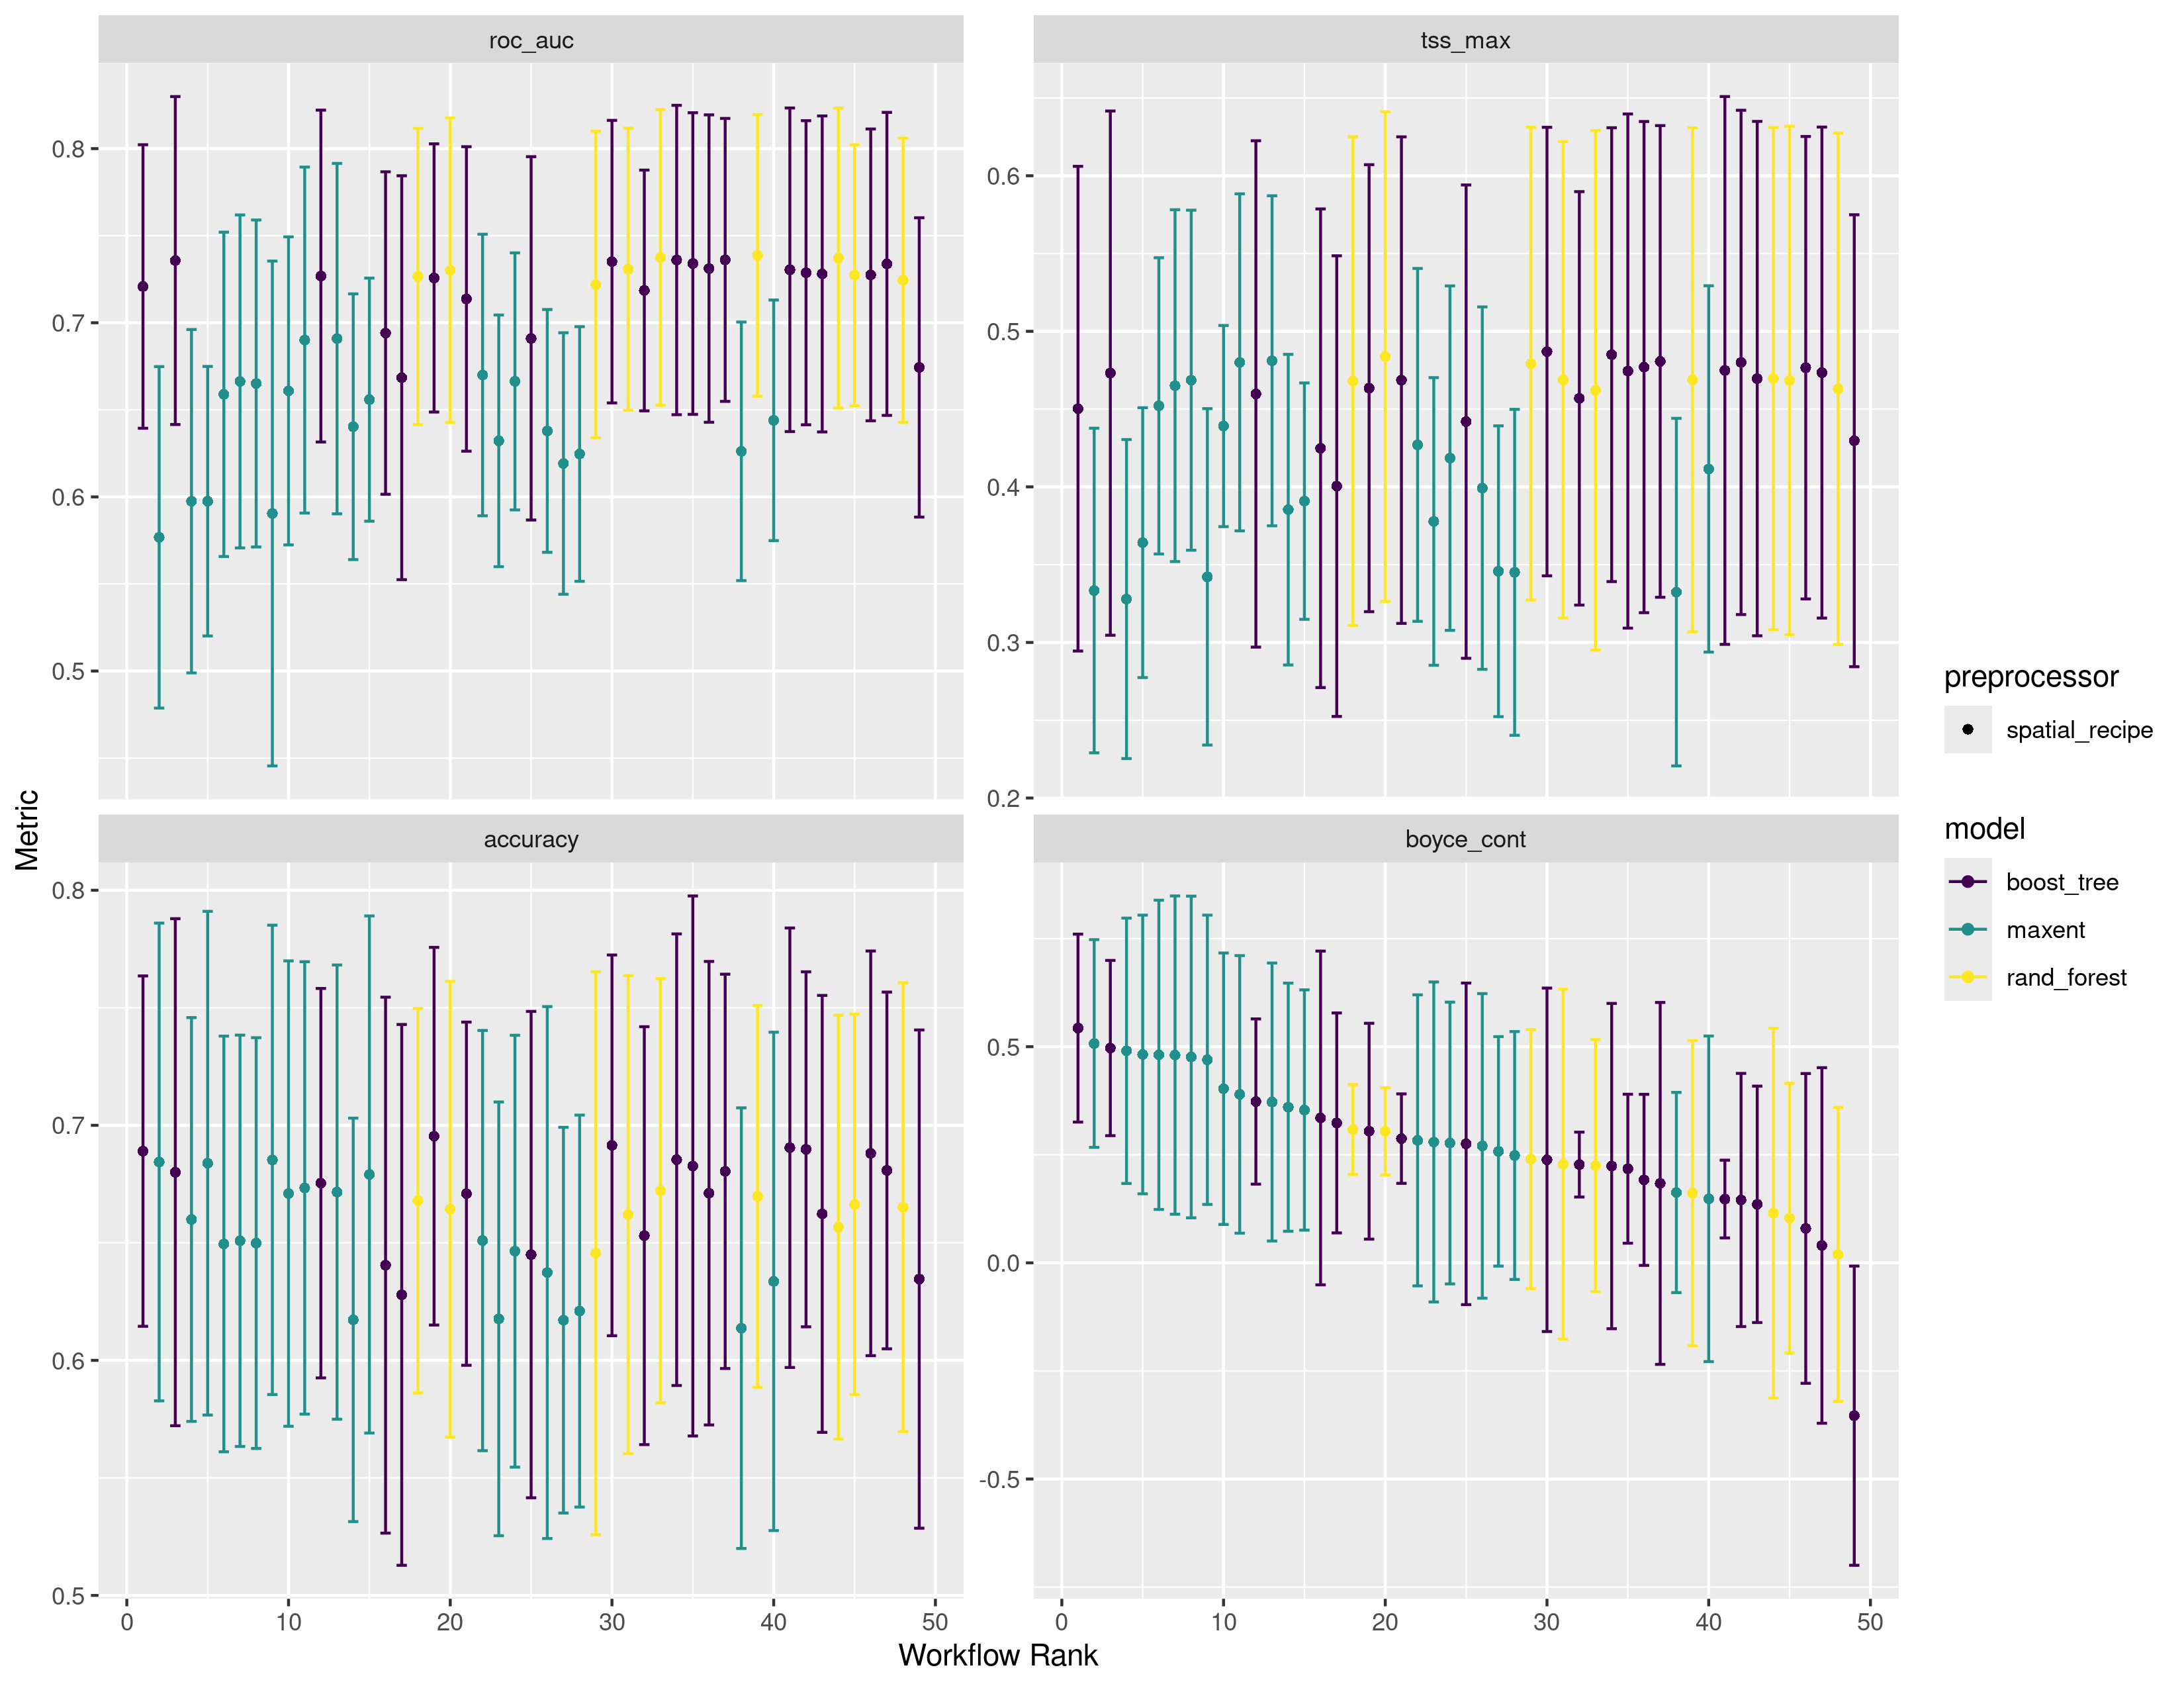 roc_auc
tss_max
0.8
0.7
0.6
0.5
0.6
0.5
0.4
0.3
0.2
accuracy
boyce_cont
0.8
0.7
0.6
0.5
0.5
0.0
-0.5
0 10 20 30 40 50
0 10 20 30 40 50
Workflow Rank
Metric
preprocessor
spatial_recipe
model
boost_tree
maxent
rand_forest